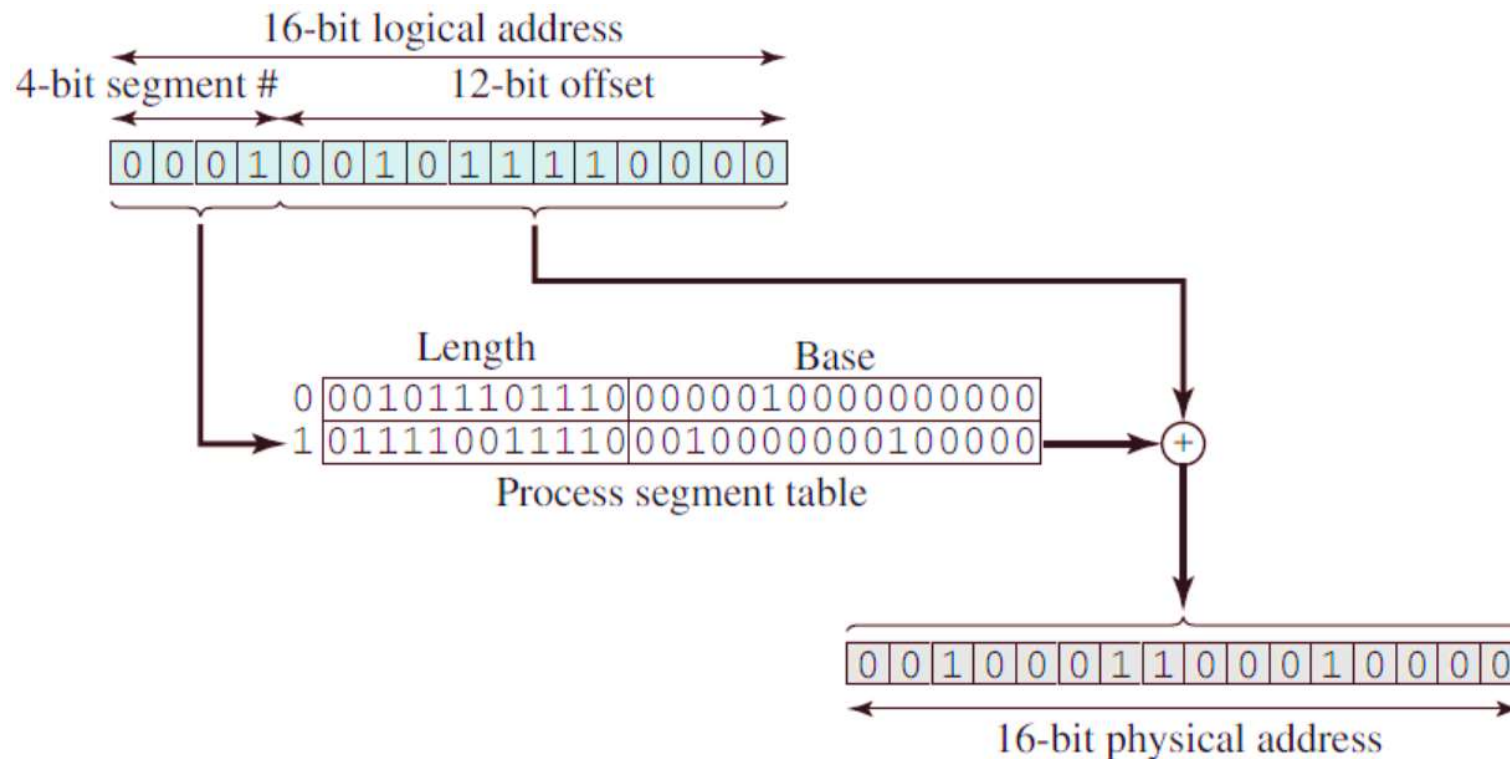 16-bit logical address
4-bit segment # 12-bit offset
0 0 0 1 0 0 1 0 1 1 1 1 0 0 0 0
Length Base
0 001011101110 0000010000000000
1 011110011110 0010000000100000
+
Process segment table
0 0 1 0 0 0 1 1 0 0 0 1 0 0 0 0
16-bit physical address